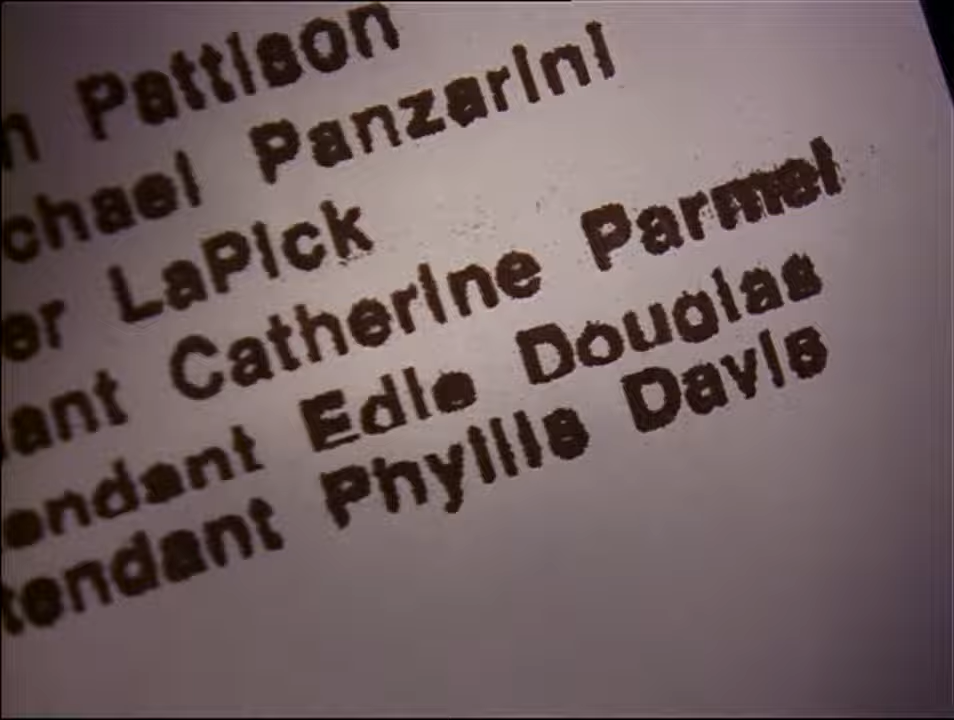 n Pattison
chael Panzarini
er LaPick
ant Catherine Parmel
endant Edie Douglas
tendant Phyllis Davis